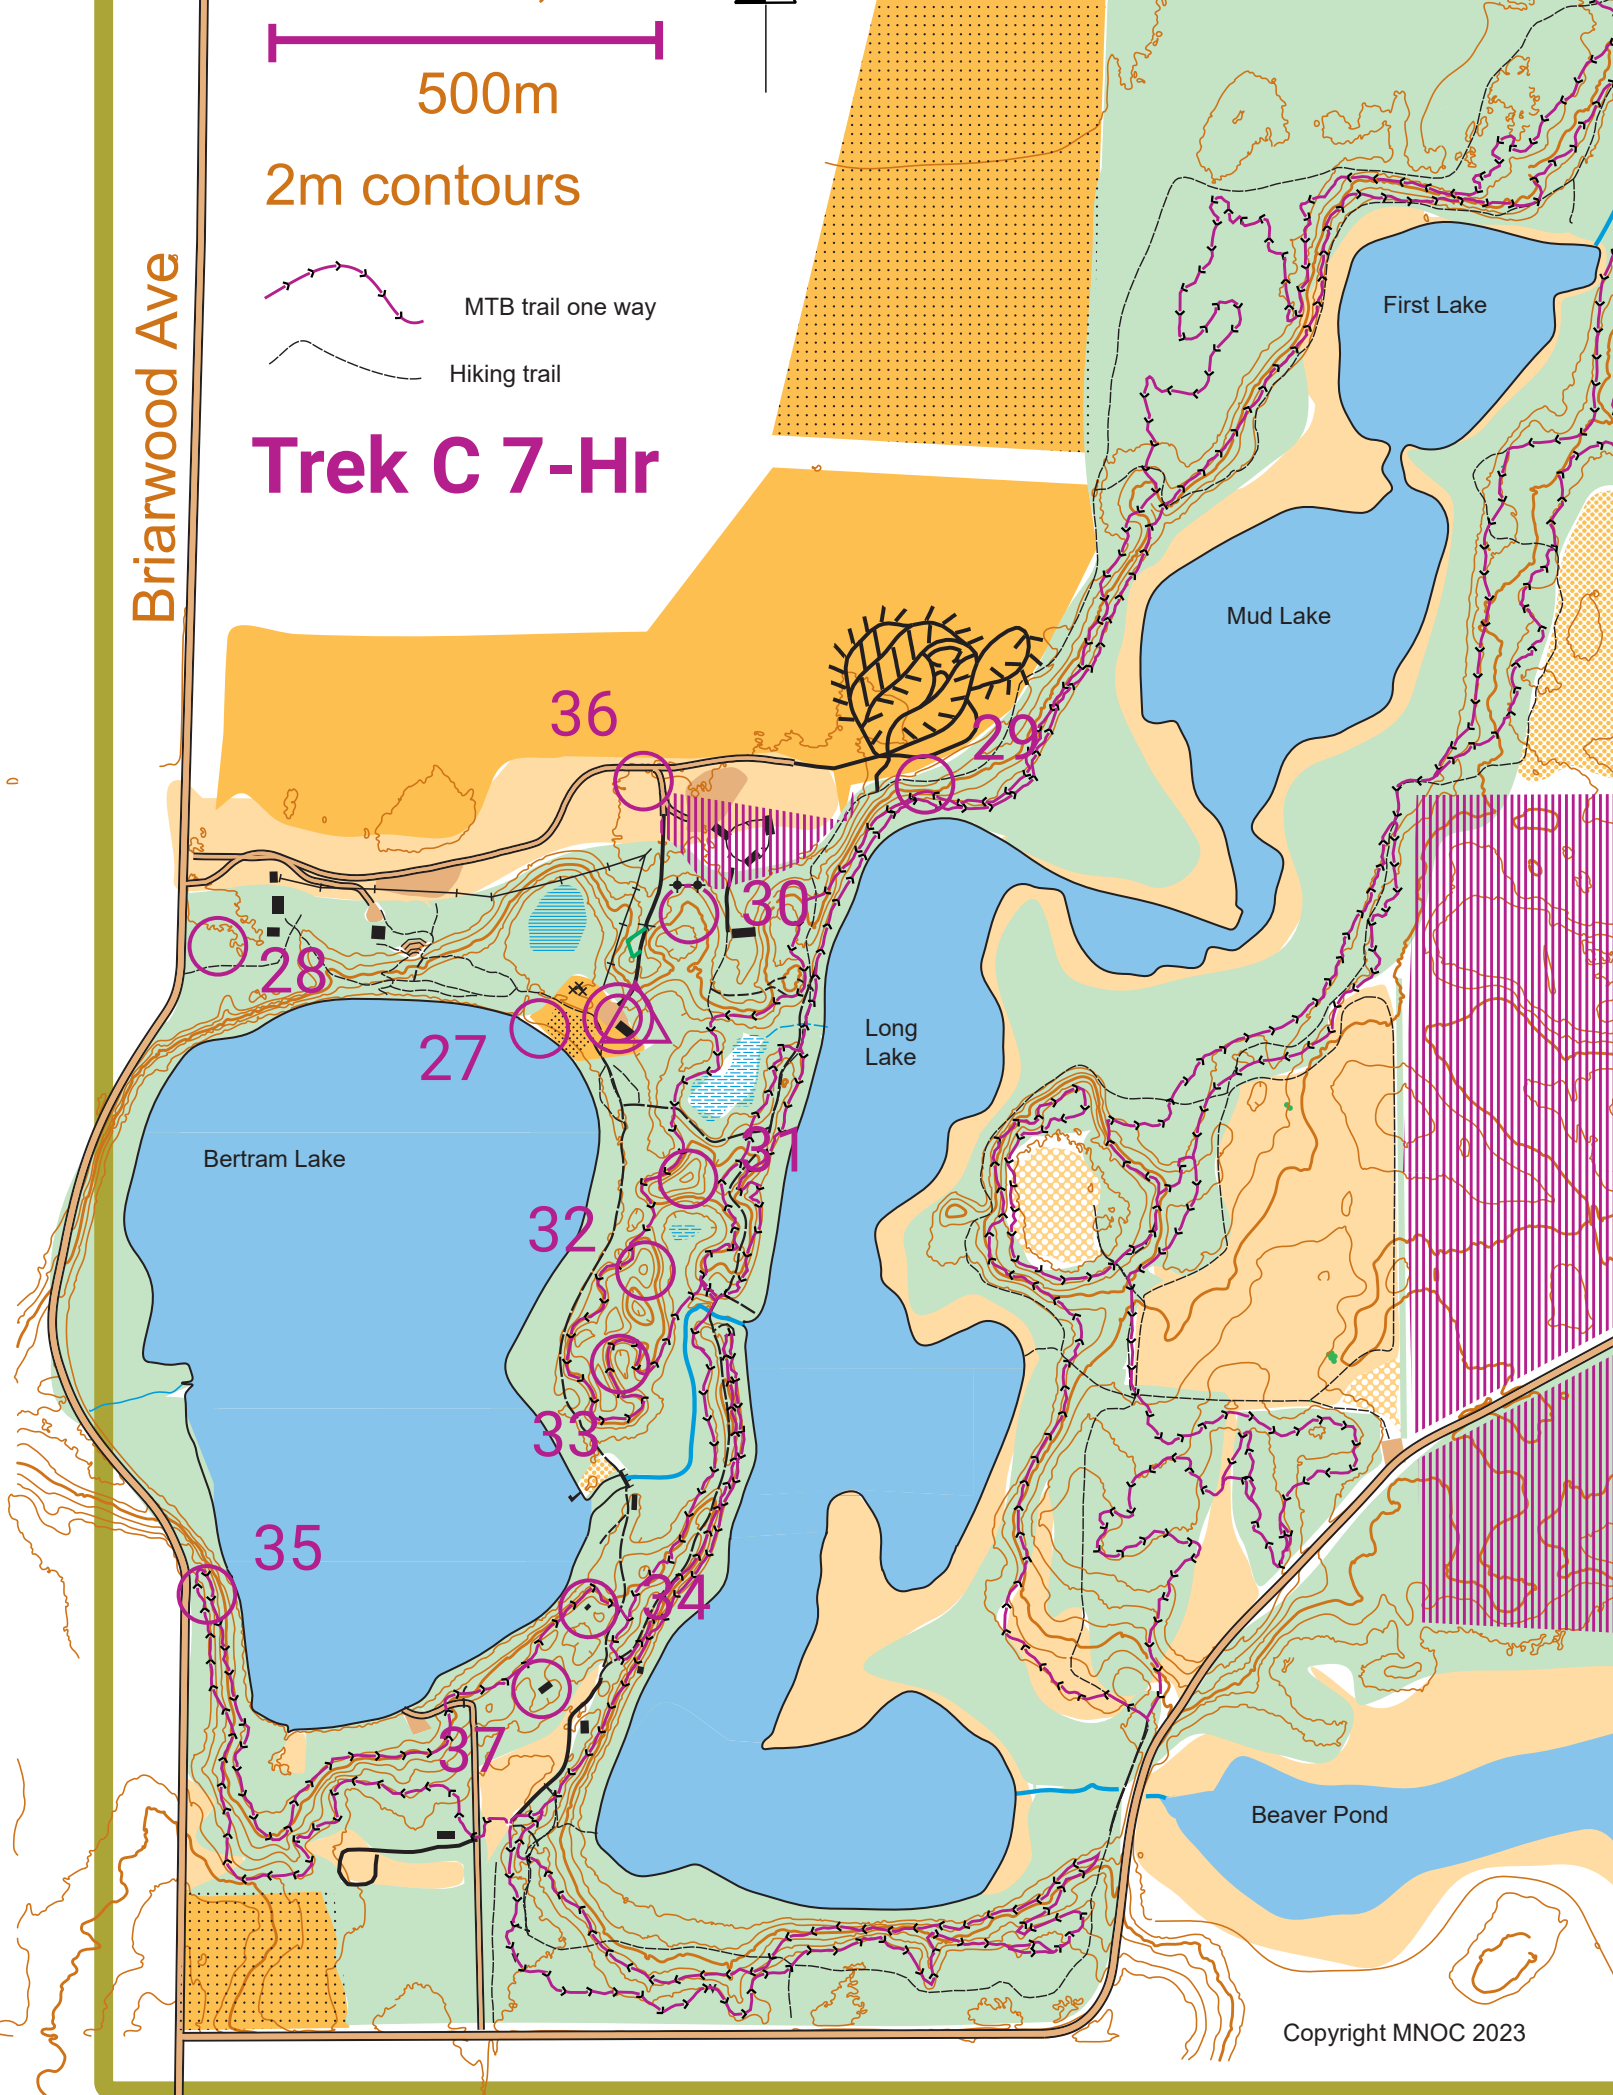 500m
2m contours
Briarwood Ave
MTB trail one way
Hiking trail
Trek C 7-Hr
First Lake
Mud Lake
36
29
30
28
27
Long
Lake
31
Bertram Lake
32
33
35
34
37
Beaver Pond
Copyright MNOC 2023